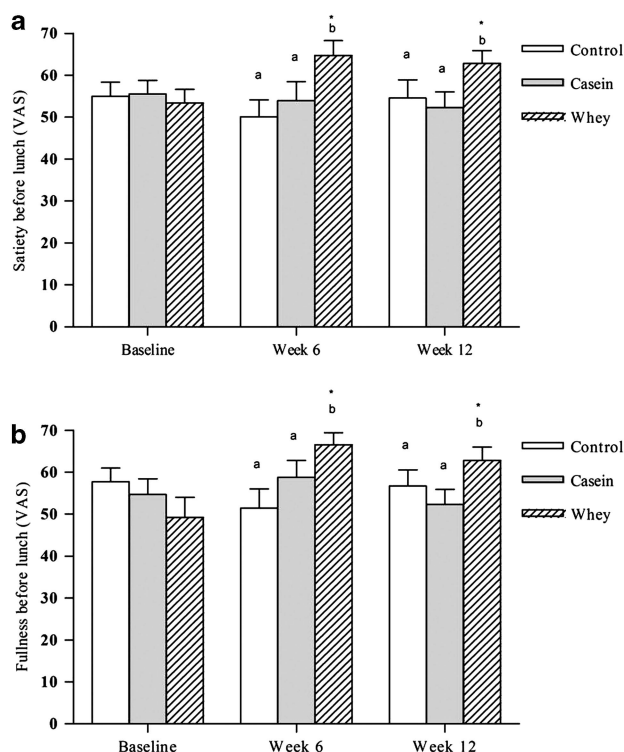 a
Satiety before lunch (VAS)
70
60
50
40
30
20
10
0
a a * b
a a * b
Baseline Week 6 Week 12
Control
Casein
Whey
b
Fullness before lunch (VAS)
70
60
50
40
30
20
10
0
a a * b
a a * b
Baseline Week 6 Week 12
Control
Casein
Whey